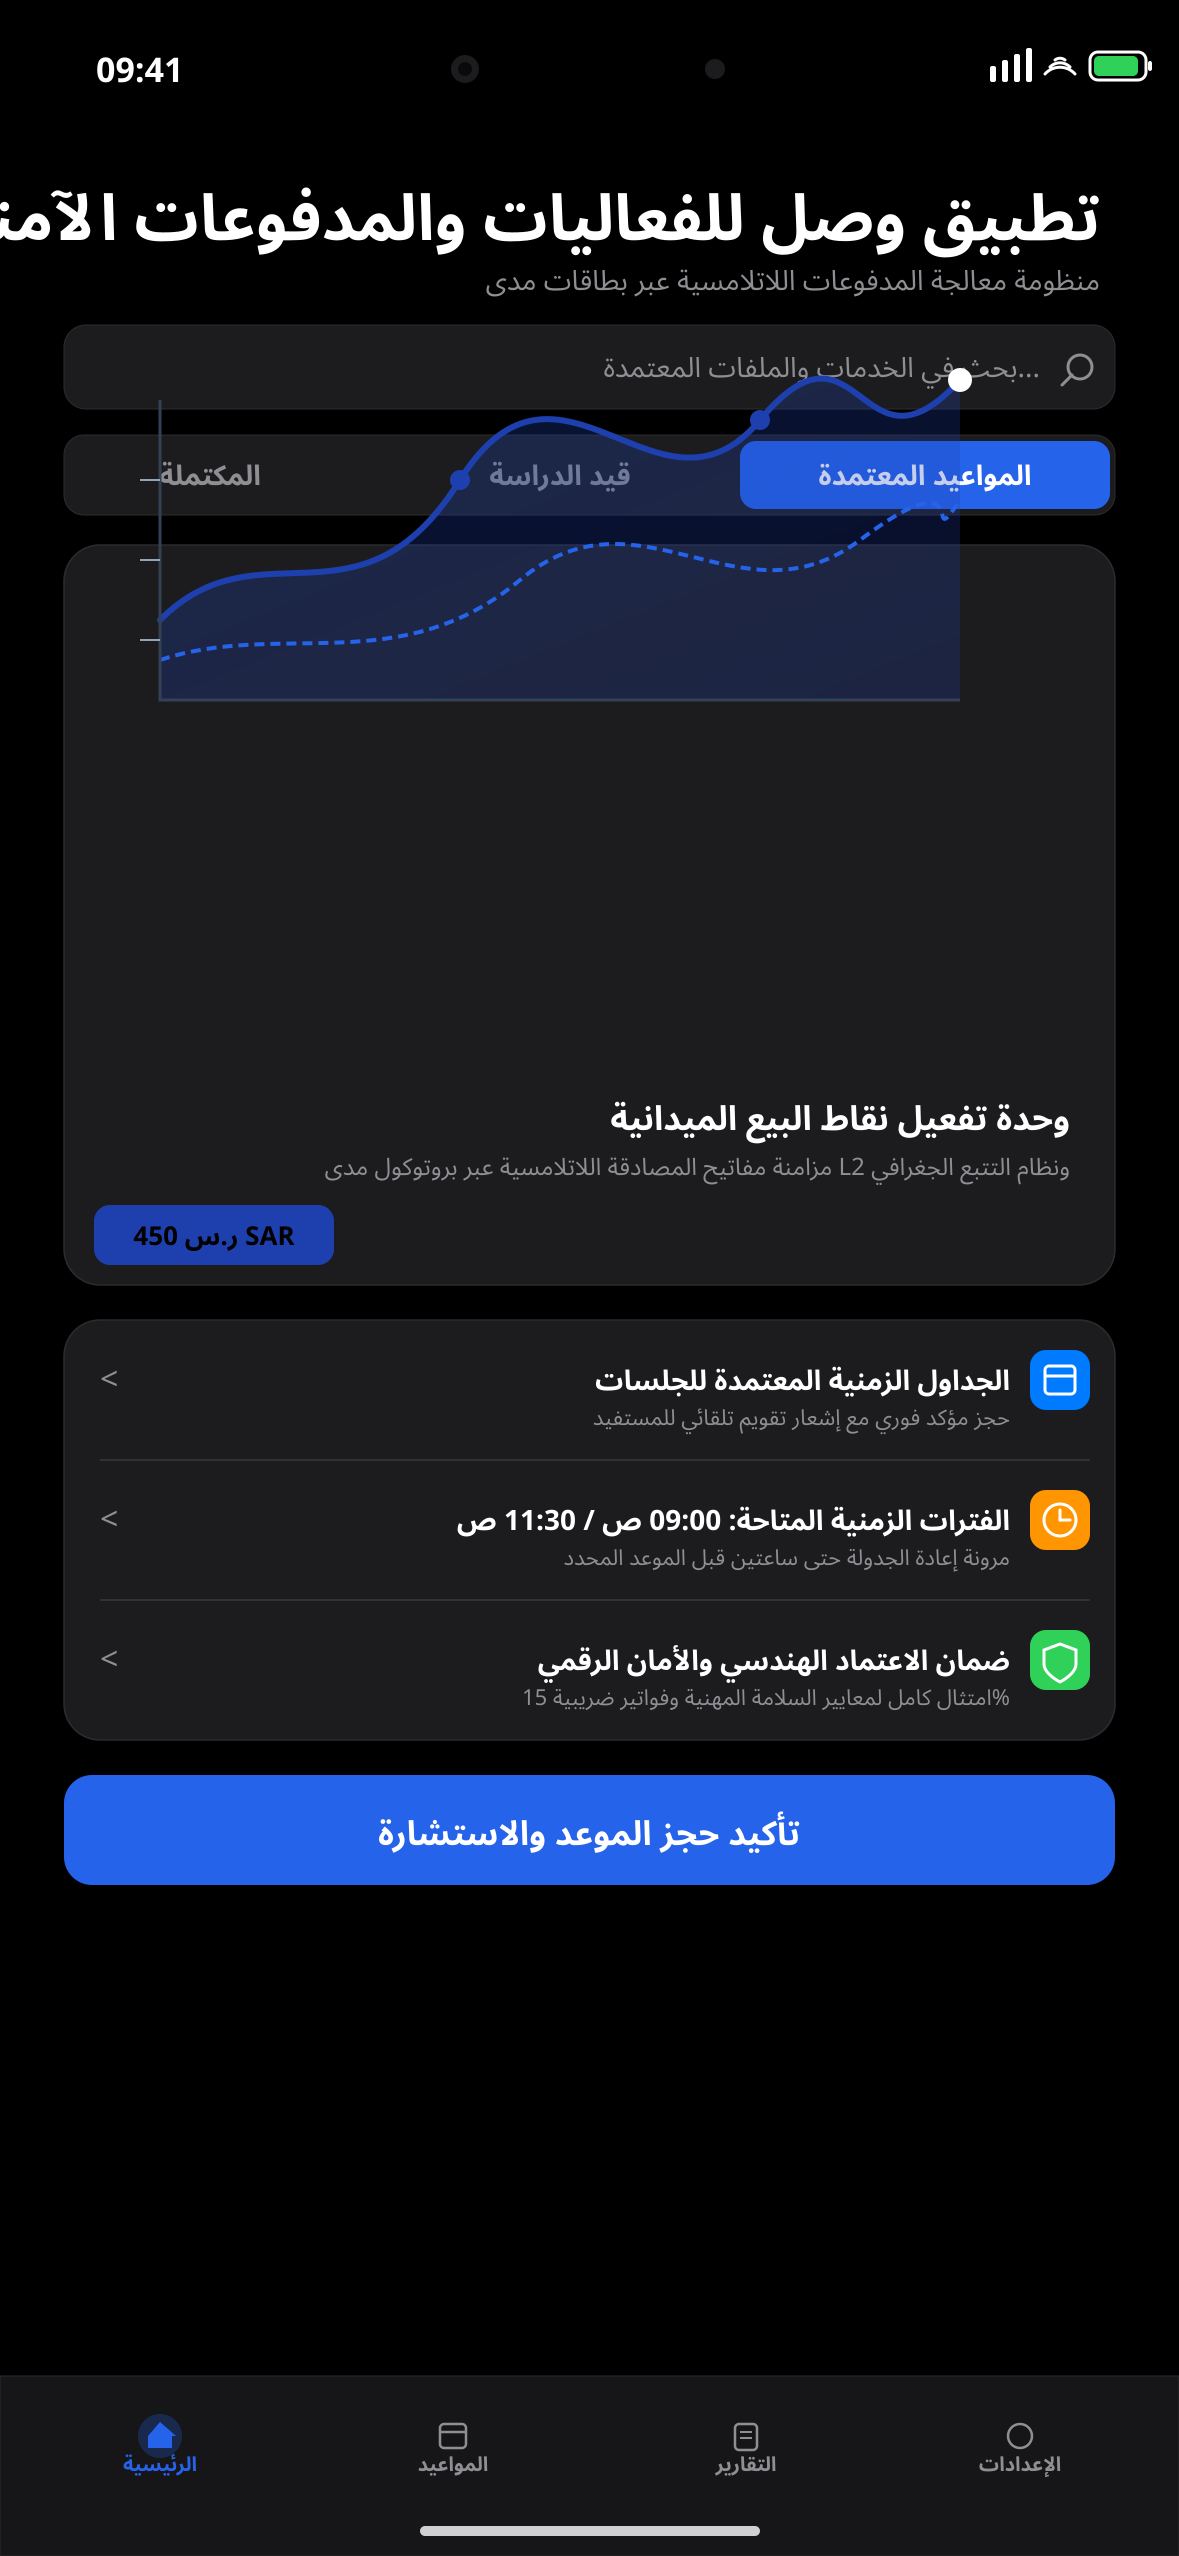 09:41
تطبيق وصل للفعاليات والمدفوعات
منظومة معالجة المدفوعات اللاتلامسية عبر بطاقات مدى
بحث في الخدمات والملفات المعتمدة...
المواعيد المعتمدة
قيد الدراسة
المكتملة
وحدة تفعيل نقاط البيع الميدانية
ونظام التتبع الجغرافي L2 مزامنة مفاتيح المصادقة اللاتلامسية عبر بروتوكول مدى
450 ر.س SAR
الجداول الزمنية المعتمدة للجلسات
حجز مؤكد فوري مع إشعار تقويم تلقائي للمستفيد
الفترات الزمنية المتاحة: 09:00 ص / 11:30 ص
مرونة إعادة الجدولة حتى ساعتين قبل الموعد المحدد
ضمان الاعتماد الهندسي والأمان الرقمي
%امتثال كامل لمعايير السلامة المهنية وفواتير ضريبية 15
تأكيد حجز الموعد والاستشارة
الإعدادات
التقارير
المواعيد
الرئيسية